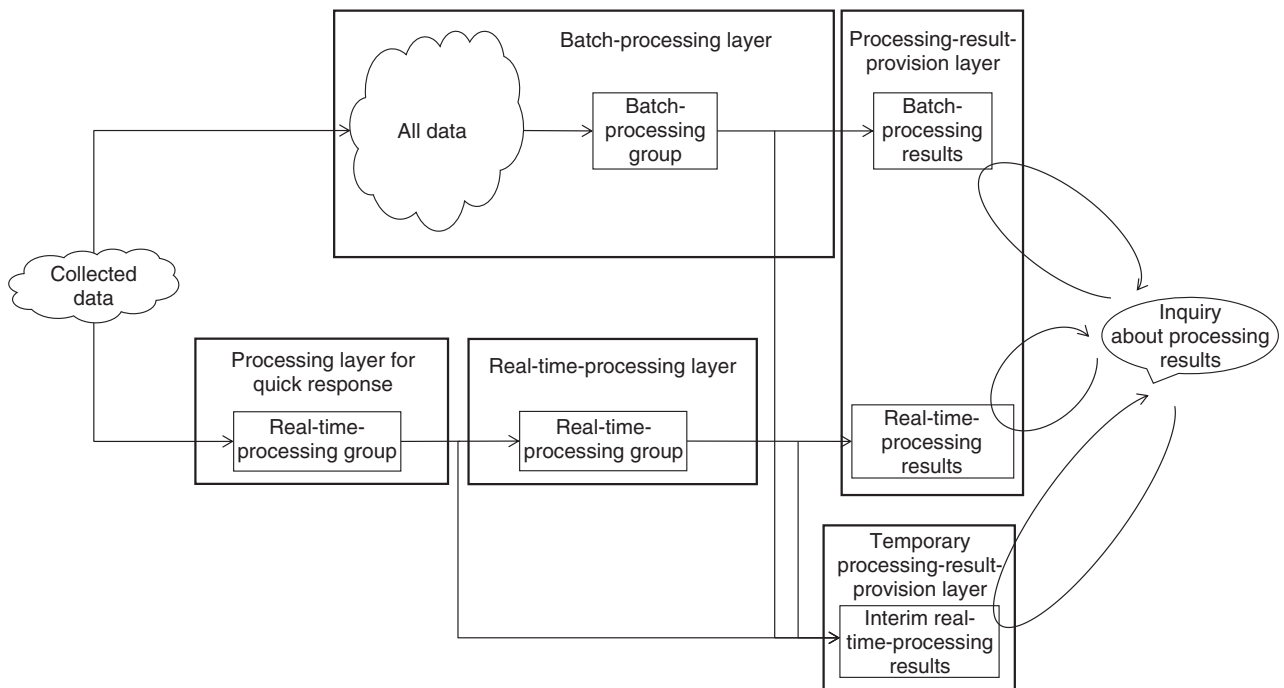 Batch-processing layer
Processing-result-
provision layer
All data
Batch-
processing
group
Batch-
processing
results
Collected
data
Inquiry
about processing
results
Processing layer for
quick response
Real-time-processing layer
Real-time-
processing group
Real-time-
processing group
Real-time-
processing
results
Temporary
processing-result-
provision layer
Interim real-
time-processing
results